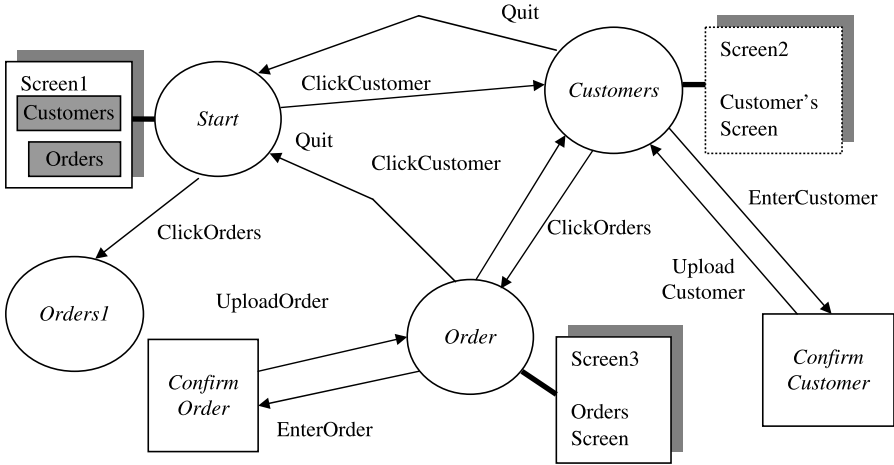 Quit
Screen1
Customers
Orders
Start
ClickCustomer
Customers
Screen2
Customer's
Screen
Quit
ClickCustomer
EnterCustomer
ClickOrders
ClickOrders
Upload
Customer
Orders1
UploadOrder
Order
Confirm
Order
EnterOrder
Screen3
Orders
Screen
Confirm
Customer